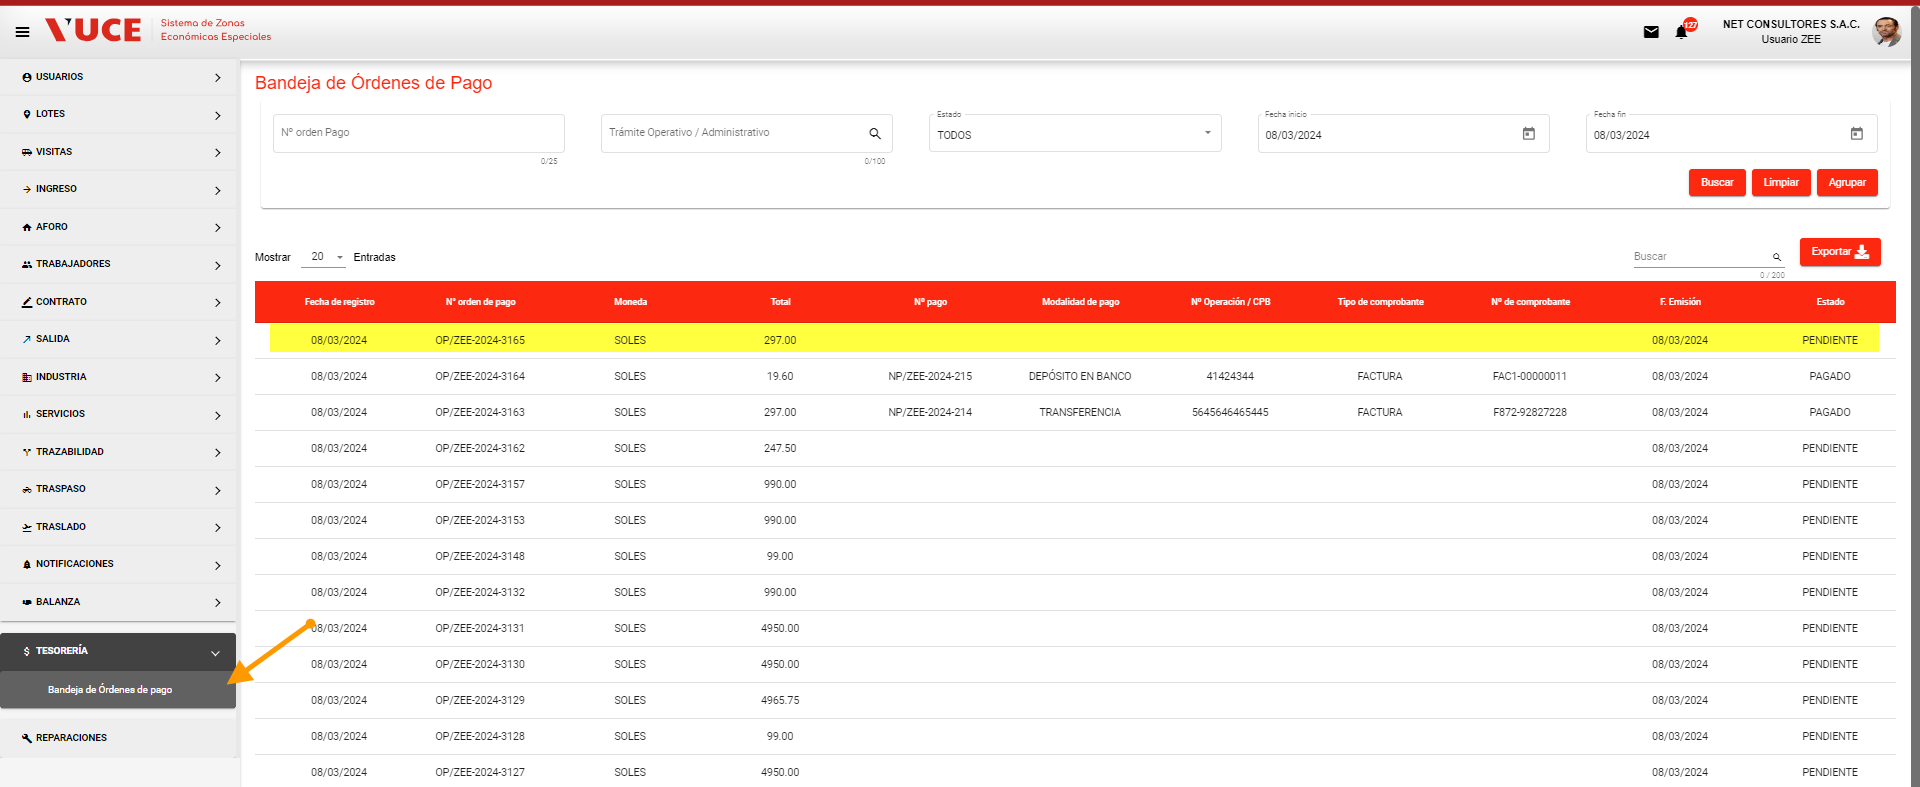 VUCE
Sistema de Zonas
Económicas Especiales
127
NET CONSULTORES S.A.C.
Usuario ZEE
USUARIOS
LOTES
VISITAS
INGRESO
AFORO
TRABAJADORES
CONTRATO
SALIDA
INDUSTRIA
SERVICIOS
TRAZABILIDAD
TRASPASO
TRASLADO
NOTIFICACIONES
BALANZA
TESORERÍA
Bandeja de Órdenes de pago
REPARACIONES
Bandeja de Órdenes de Pago
Nº orden Pago
0/25
Trámite Operativo / Administrativo
0/100
Estado
TODOS
Fecha inicio
08/03/2024
Fecha fin
08/03/2024
Buscar Limpiar Agrupar
Mostrar 20 Entradas
Buscar
0 / 200
Exportar
Fecha de registro N° orden de pago Moneda Total Nº pago Modalidad de pago Nº Operación / CPB Tipo de comprobante Nº de comprobante F. Emisión Estado
08/03/2024 OP/ZEE-2024-3165 SOLES 297.00 08/03/2024 PENDIENTE
08/03/2024 OP/ZEE-2024-3164 SOLES 19.60 NP/ZEE-2024-215 DEPÓSITO EN BANCO 41424344 FACTURA FAC1-00000011 08/03/2024 PAGADO
08/03/2024 OP/ZEE-2024-3163 SOLES 297.00 NP/ZEE-2024-214 TRANSFERENCIA 5645646465445 FACTURA F872-92827228 08/03/2024 PAGADO
08/03/2024 OP/ZEE-2024-3162 SOLES 247.50 08/03/2024 PENDIENTE
08/03/2024 OP/ZEE-2024-3157 SOLES 990.00 08/03/2024 PENDIENTE
08/03/2024 OP/ZEE-2024-3153 SOLES 990.00 08/03/2024 PENDIENTE
08/03/2024 OP/ZEE-2024-3148 SOLES 99.00 08/03/2024 PENDIENTE
08/03/2024 OP/ZEE-2024-3132 SOLES 990.00 08/03/2024 PENDIENTE
08/03/2024 OP/ZEE-2024-3131 SOLES 4950.00 08/03/2024 PENDIENTE
08/03/2024 OP/ZEE-2024-3130 SOLES 4950.00 08/03/2024 PENDIENTE
08/03/2024 OP/ZEE-2024-3129 SOLES 4965.75 08/03/2024 PENDIENTE
08/03/2024 OP/ZEE-2024-3128 SOLES 99.00 08/03/2024 PENDIENTE
08/03/2024 OP/ZEE-2024-3127 SOLES 4950.00 08/03/2024 PENDIENTE